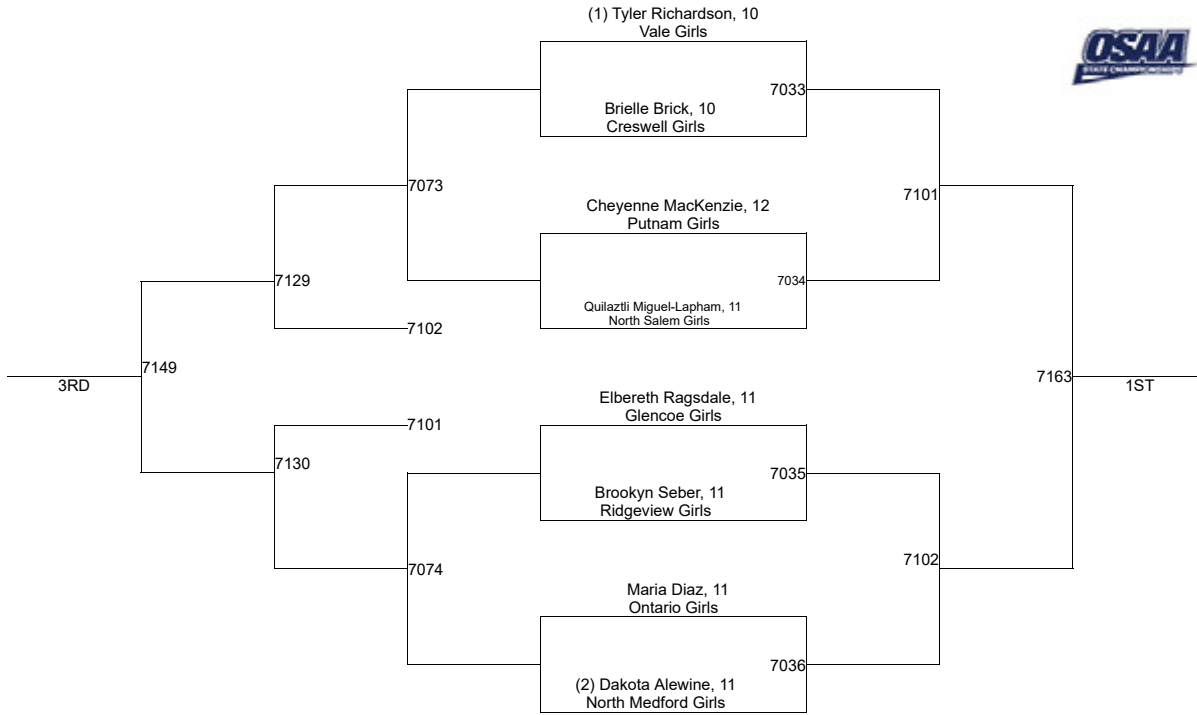 (1) Tyler Richardson, 10
Vale Girls
OSAA
STATE CHAMPIONSHIPS
7033
Brielle Brick, 10
Creswell Girls
7073
7101
Cheyenne MacKenzie, 12
Putnam Girls
7129
7034
Quilaztli Miguel-Lapham, 11
North Salem Girls
7102
7149
3RD
7163
1ST
Elbereth Ragsdale, 11
Glencoe Girls
7101
7130
7035
Brookyn Seber, 11
Ridgeview Girls
7074
7102
Maria Diaz, 11
Ontario Girls
7036
(2) Dakota Alewine, 11
North Medford Girls